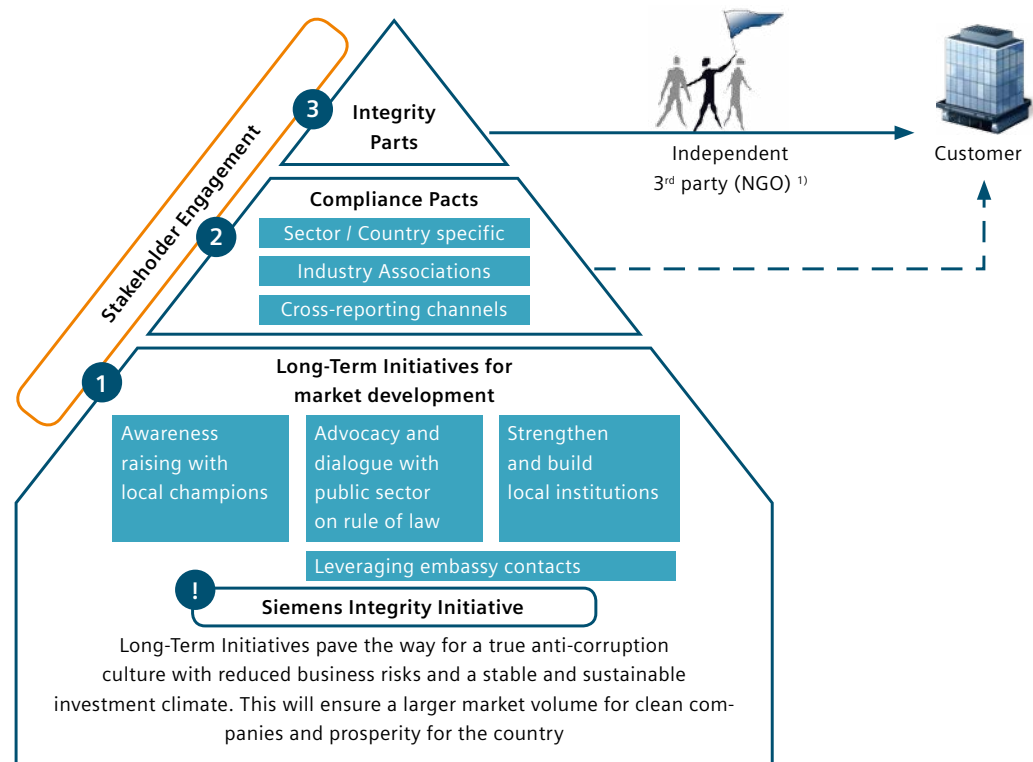 3
Integrity
Parts
Independent
3rd party (NGO) 1)
Customer
Stakeholder Engagement
2
Compliance Pacts
Sector / Country specific
Industry Associations
Cross-reporting channels
1
Long-Term Initiatives for
market development
Awareness
raising with
local champions
Advocacy and
dialogue with
public sector
on rule of law
Strengthen
and build
local institutions
Leveraging embassy contacts
!
Siemens Integrity Initiative
Long-Term Initiatives pave the way for a true anti-corruption
culture with reduced business risks and a stable and sustainable
investment climate. This will ensure a larger market volume for clean com-
panies and prosperity for the country